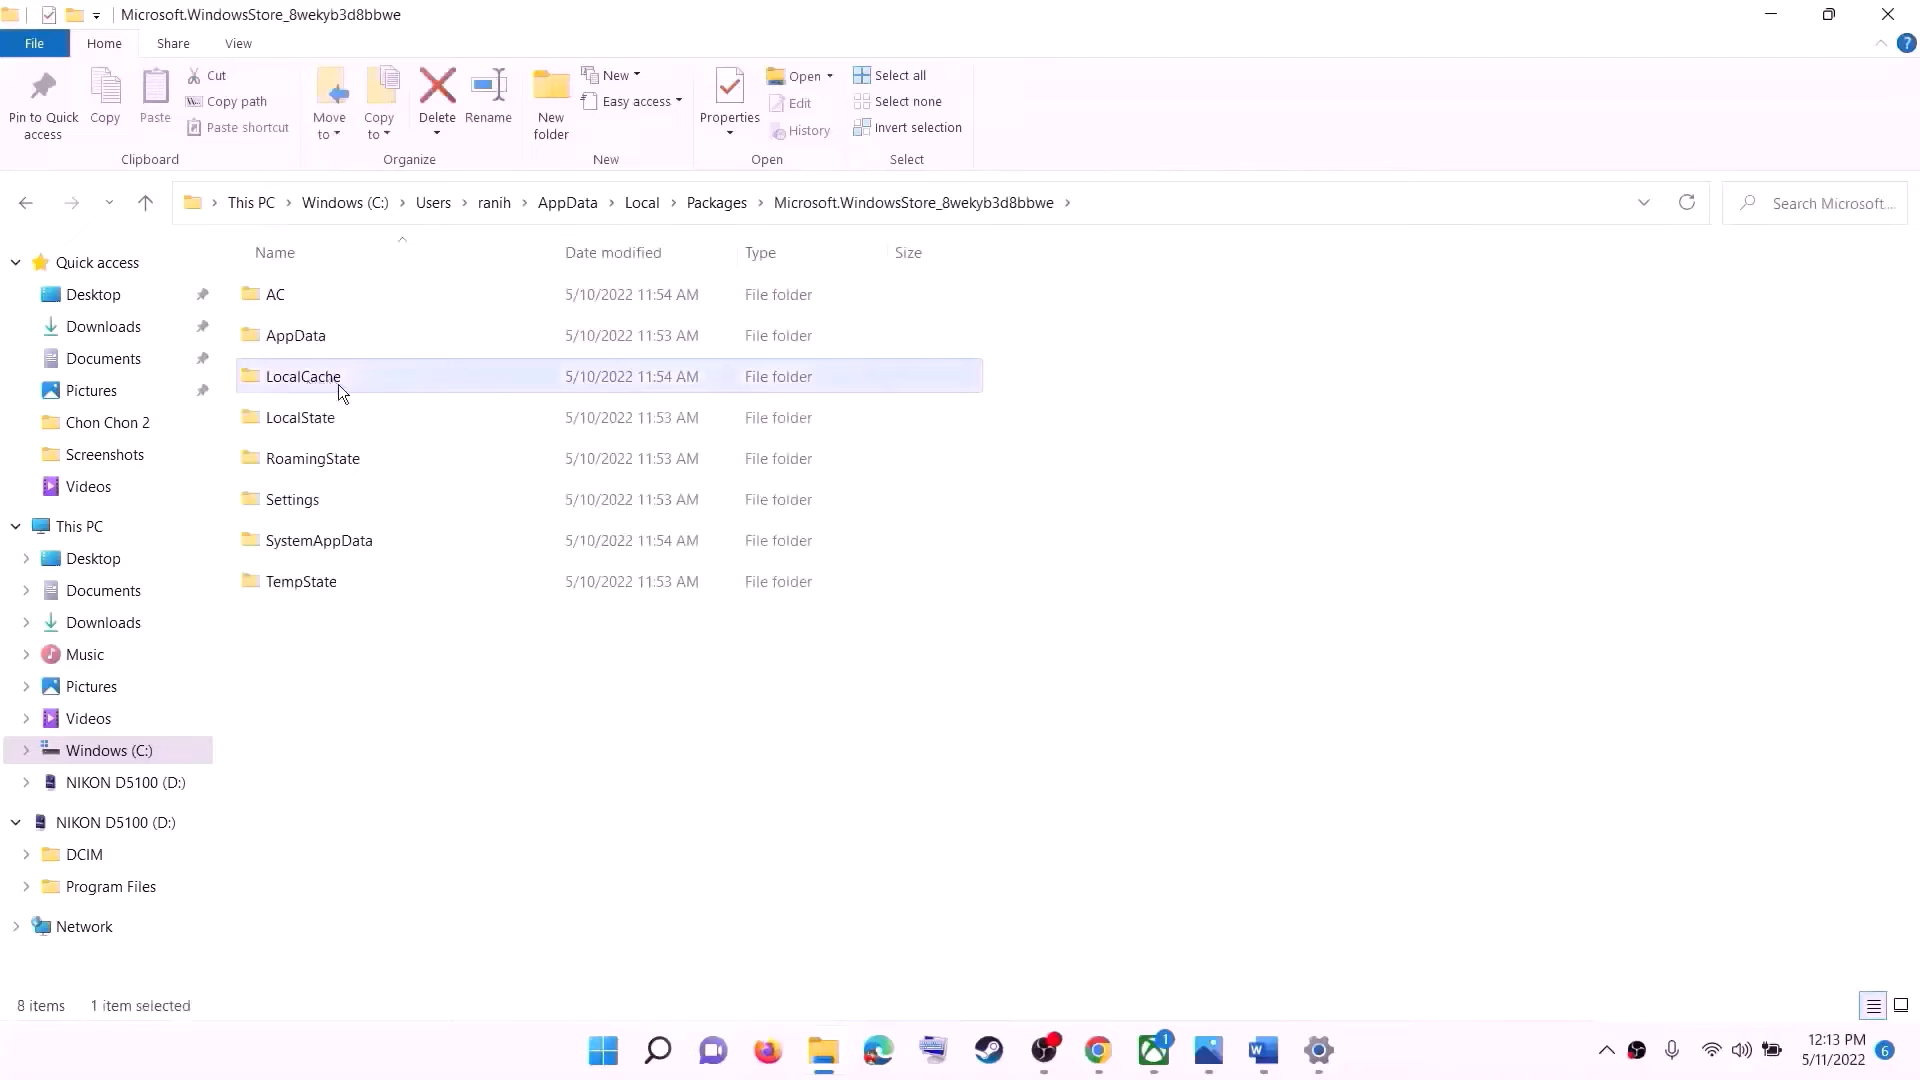 Microsoft.WindowsStore_8wekyb3d8bbwe
File Home Share View
Pin to Quick access
Copy
Paste
Cut
Copy path
Paste shortcut
Clipboard
Move to
Copy to
Delete
Rename
Organize
New folder
New
Easy access
New
Properties
Open
Edit
History
Open
Select all
Select none
Invert selection
Select
This PC > Windows (C:) > Users > ranih > AppData > Local > Packages > Microsoft.WindowsStore_8wekyb3d8bbwe >
Search Microsoft...
Quick access
Desktop
Downloads
Documents
Pictures
Chon Chon 2
Screenshots
Videos
This PC
Desktop
Documents
Downloads
Music
Pictures
Videos
Windows (C:)
NIKON D5100 (D:)
NIKON D5100 (D:)
DCIM
Program Files
Network
Name Date modified Type Size
AC 5/10/2022 11:54 AM File folder
AppData 5/10/2022 11:53 AM File folder
LocalCache 5/10/2022 11:54 AM File folder
LocalState 5/10/2022 11:53 AM File folder
RoamingState 5/10/2022 11:53 AM File folder
Settings 5/10/2022 11:53 AM File folder
SystemAppData 5/10/2022 11:54 AM File folder
TempState 5/10/2022 11:53 AM File folder
8 items 1 item selected
1
12:13 PM
5/11/2022
6